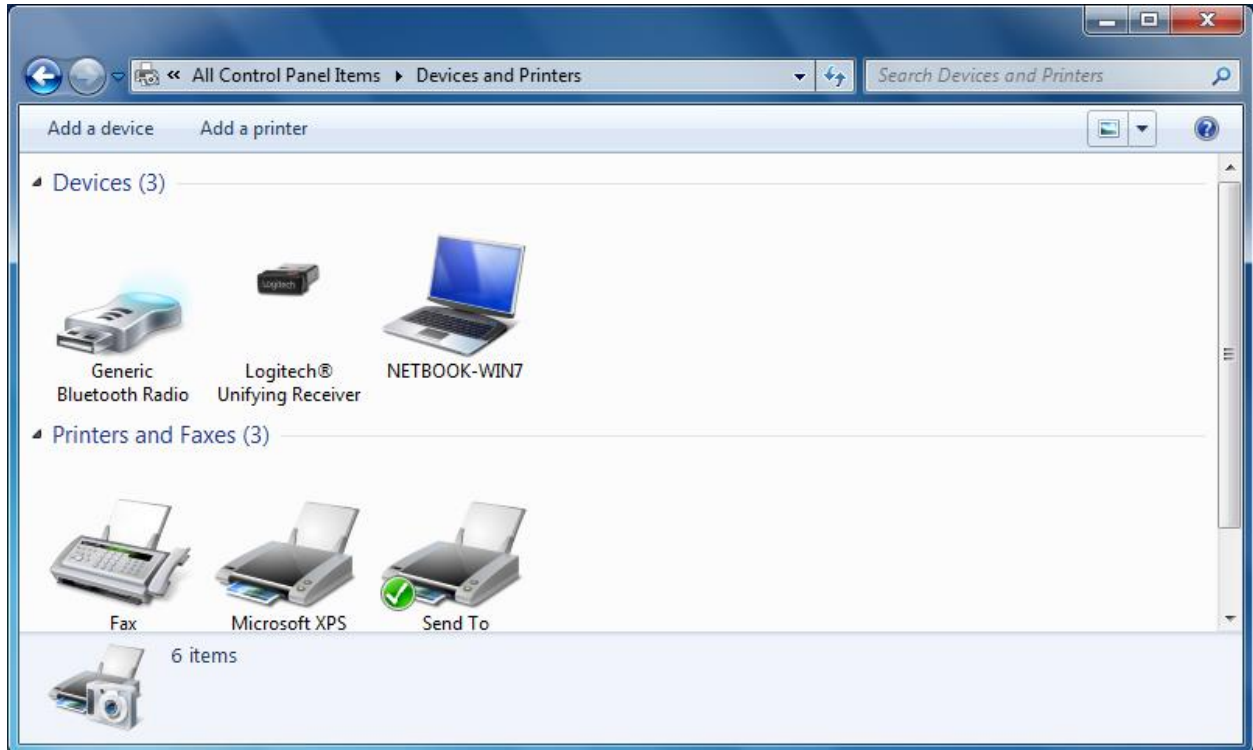 « All Control Panel Items ▸ Devices and Printers
Search Devices and Printers
Add a device Add a printer
Devices (3)
Logitech
Generic
Bluetooth Radio
Logitech®
Unifying Receiver
NETBOOK-WIN7
Printers and Faxes (3)
Fax
Microsoft XPS
Send To
6 items